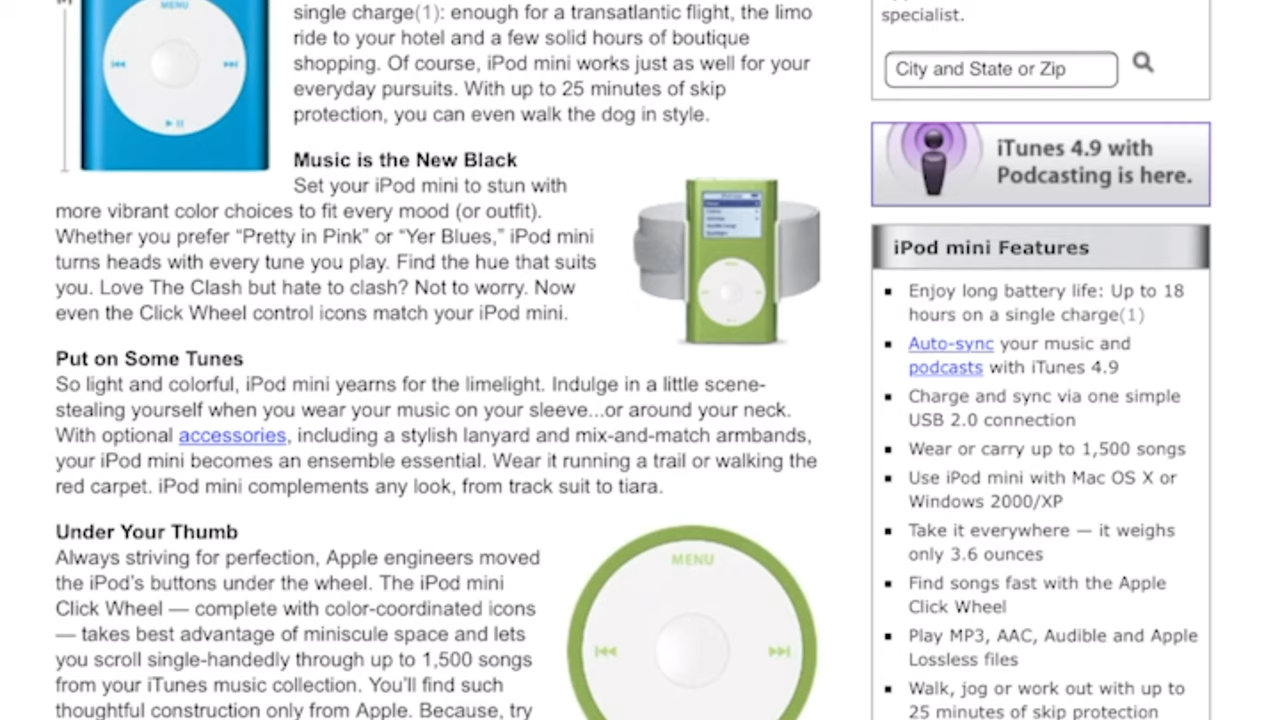 MENU
single charge(1): enough for a transatlantic flight, the limo
ride to your hotel and a few solid hours of boutique
shopping. Of course, iPod mini works just as well for your
everyday pursuits. With up to 25 minutes of skip
protection, you can even walk the dog in style.
Music is the New Black
Set your iPod mini to stun with
more vibrant color choices to fit every mood (or outfit).
Whether you prefer “Pretty in Pink” or “Yer Blues,” iPod mini
turns heads with every tune you play. Find the hue that suits
you. Love The Clash but hate to clash? Not to worry. Now
even the Click Wheel control icons match your iPod mini.
Put on Some Tunes
So light and colorful, iPod mini yearns for the limelight. Indulge in a little scene-
stealing yourself when you wear your music on your sleeve...or around your neck.
With optional accessories, including a stylish lanyard and mix-and-match armbands,
your iPod mini becomes an ensemble essential. Wear it running a trail or walking the
red carpet. iPod mini complements any look, from track suit to tiara.
Under Your Thumb
Always striving for perfection, Apple engineers moved
the iPod’s buttons under the wheel. The iPod mini
Click Wheel — complete with color-coordinated icons
— takes best advantage of miniscule space and lets
you scroll single-handedly through up to 1,500 songs
from your iTunes music collection. You’ll find such
thoughtful construction only from Apple. Because, try
MENU
specialist.
City and State or Zip
iTunes 4.9 with
Podcasting is here.
iPod mini Features
Enjoy long battery life: Up to 18
hours on a single charge(1)
Auto-sync your music and
podcasts with iTunes 4.9
Charge and sync via one simple
USB 2.0 connection
Wear or carry up to 1,500 songs
Use iPod mini with Mac OS X or
Windows 2000/XP
Take it everywhere — it weighs
only 3.6 ounces
Find songs fast with the Apple
Click Wheel
Play MP3, AAC, Audible and Apple
Lossless files
Walk, jog or work out with up to
25 minutes of skip protection